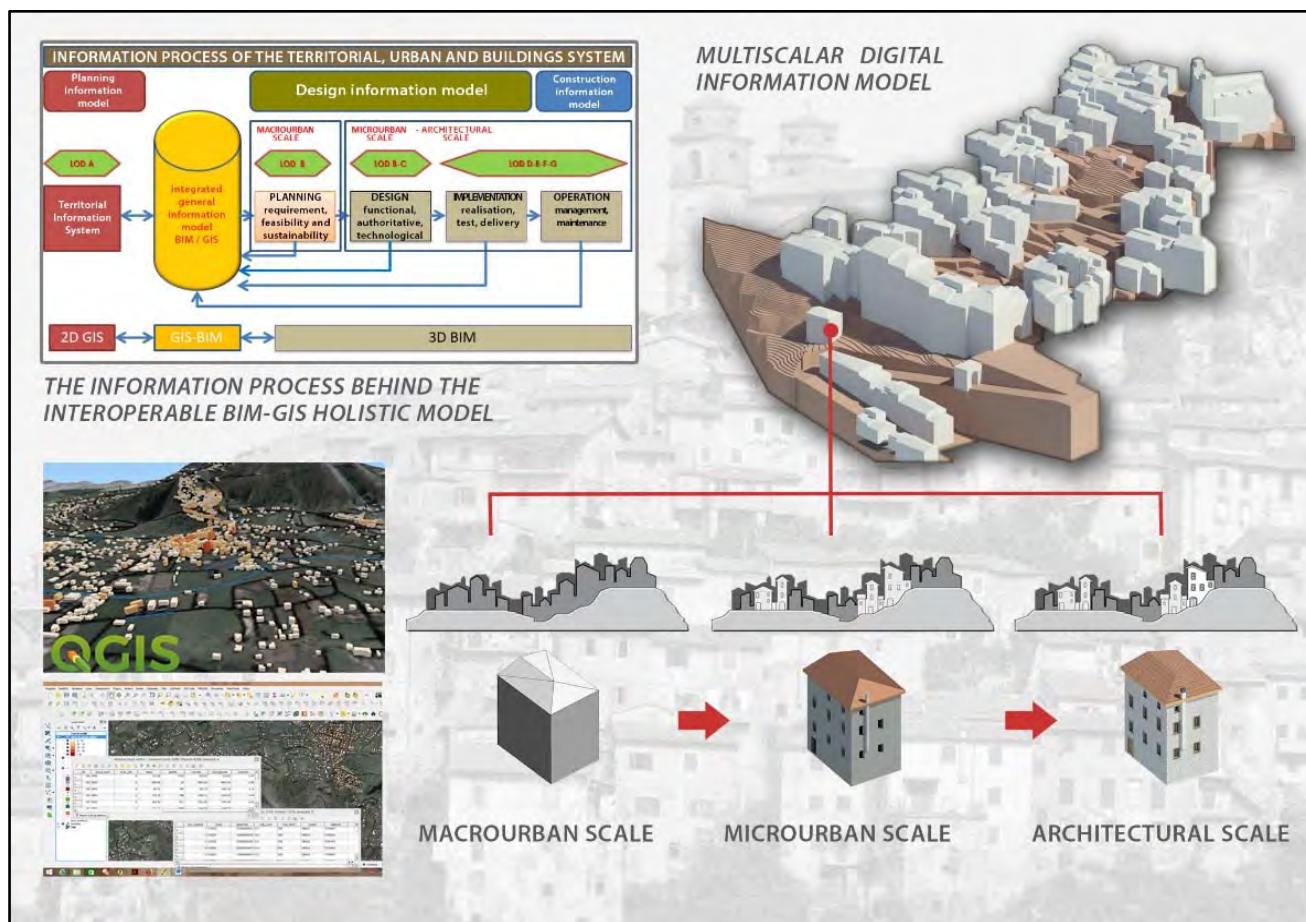 INFORMATION PROCESS OF THE TERRITORIAL, URBAN AND BUILDINGS SYSTEM
Planning
information
model
Design information model
Construction
information
model
MACROURBAN
SCALE
MICROURBAN - ARCHITECTURAL
SCALE SCALE
LOD A
LOD B
LOD B-C
LOD D-E-F-G
Territorial
Information
System
integrated
general
information
model
BIM / GIS
PLANNING
requirement,
feasibility and
sustainability
DESIGN
functional,
authoritative,
technological
IMPLEMENTATION
realisation,
test, delivery
OPERATION
management,
maintenance
2D GIS
GIS-BIM
3D BIM
THE INFORMATION PROCESS BEHIND THE
INTEROPERABLE BIM-GIS HOLISTIC MODEL
MULTISCALAR DIGITAL
INFORMATION MODEL
QGIS
MACROURBAN SCALE
MICROURBAN SCALE
ARCHITECTURAL SCALE